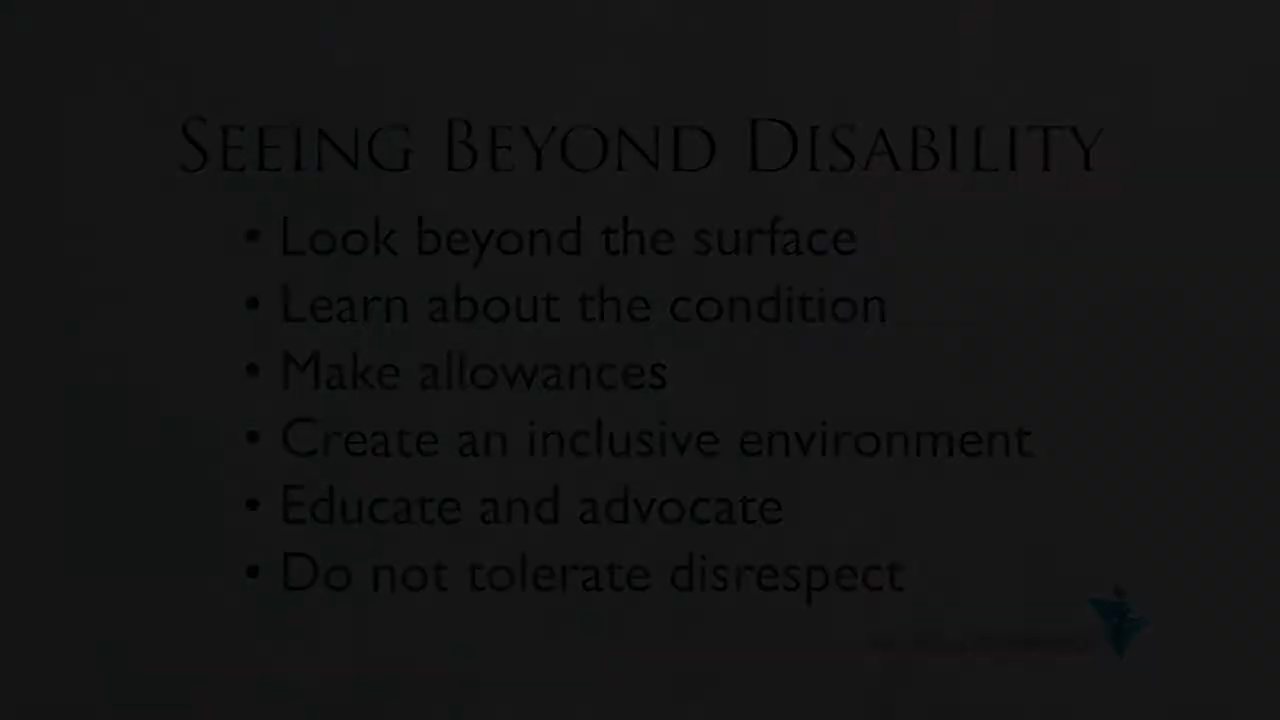 SEEING BEYOND DISABILITY
• Look beyond the surface
• Learn about the condition
• Make allowances
• Create an inclusive environment
• Educate and advocate
• Do not tolerate disrespect